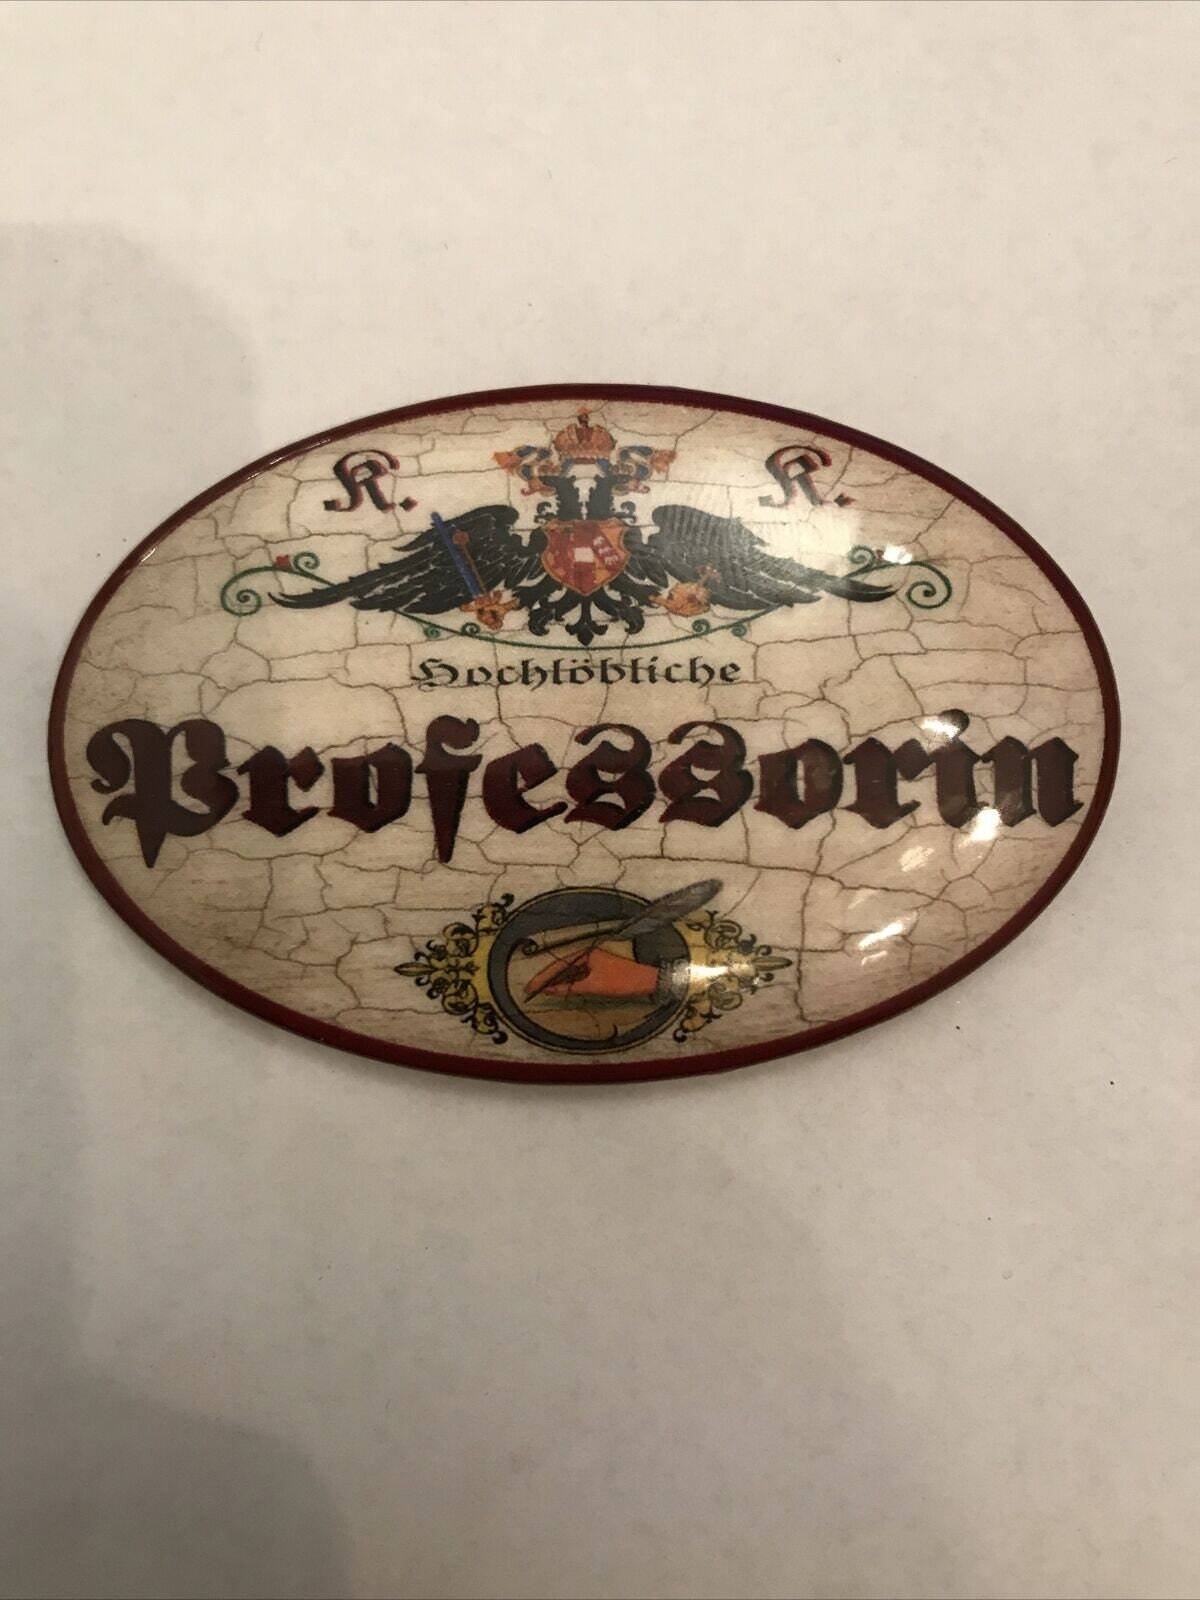 K. K.
Hochlöbliche
Professorin